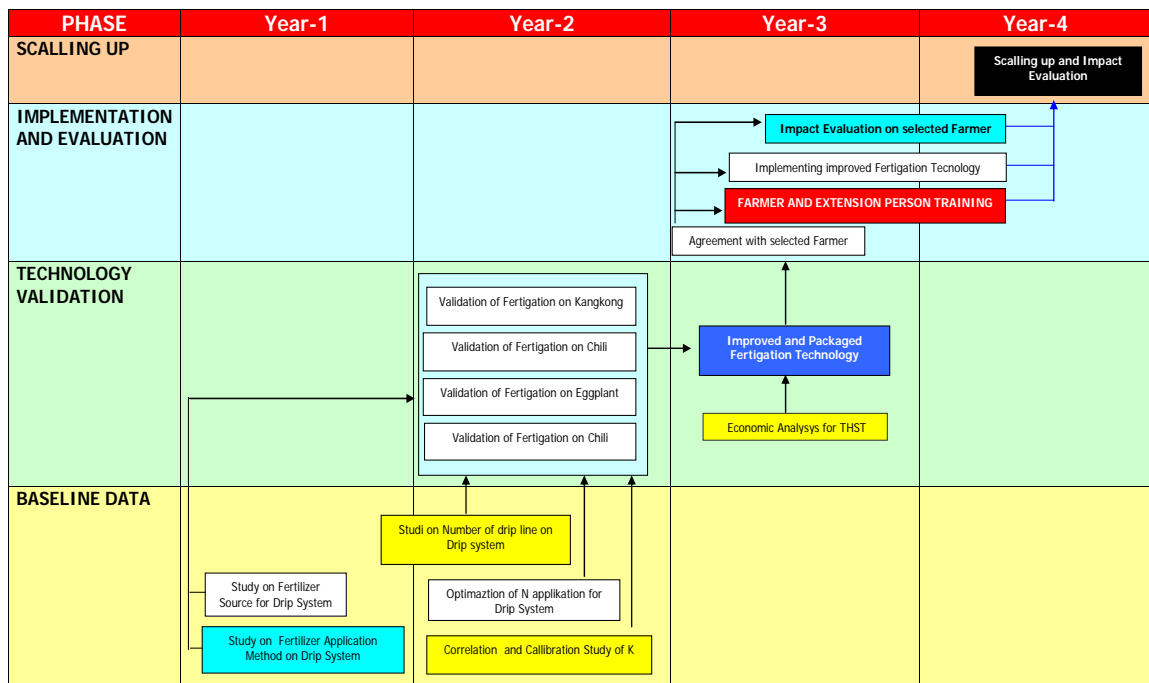 PHASE
Year-1
Year-2
Year-3
Year-4
SCALLING UP
Scalling up and Impact
Evaluation
IMPLEMENTATION
AND EVALUATION
Impact Evaluation on selected Farmer
Implementing improved Fertigation Tecnology
FARMER AND EXTENSION PERSON TRAINING
Agreement with selected Farmer
TECHNOLOGY
VALIDATION
Validation of Fertigation on Kangkong
Validation of Fertigation on Chili
Validation of Fertigation on Eggplant
Validation of Fertigation on Chili
Improved and Packaged
Fertigation Technology
Economic Analysys for THST
BASELINE DATA
Studi on Number of drip line on
Drip system
Study on Fertilizer
Source for Drip System
Optimaztion of N applikation for
Drip System
Study on Fertilizer Application
Method on Drip System
Correlation and Callibration Study of K